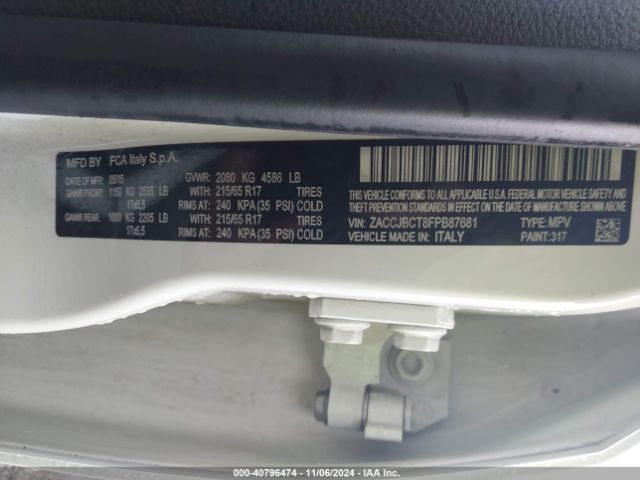 MFD BY FCA Italy S.p.A.
DATE OF MFD: 05/15 GVWR: 2080 KG 4586 LB
GAWR FRONT: 1150 KG 2535 LB WITH: 215/65 R17 TIRES
17x6,5 RIMS AT: 240 KPA (35 PSI) COLD
GAWR REAR: 1000 KG 2205 LB WITH: 215/65 R17 TIRES
17x6,5 RIMS AT: 240 KPA (35 PSI) COLD
THIS VEHICLE CONFORMS TO ALL APPLICABLE U.S.A. FEDERAL MOTOR VEHICLE
SAFETY, BUMPER AND THEFT PREVENTION STANDARDS IN EFFECT ON THE DATE OF
MANUFACTURE SHOWN ABOVE.
VIN: ZACCJBCT8FPB87681 TYPE: MPV
VEHICLE MADE IN: ITALY PAINT: 317
000-40796474 | 11/06/2024 - IAA Inc.